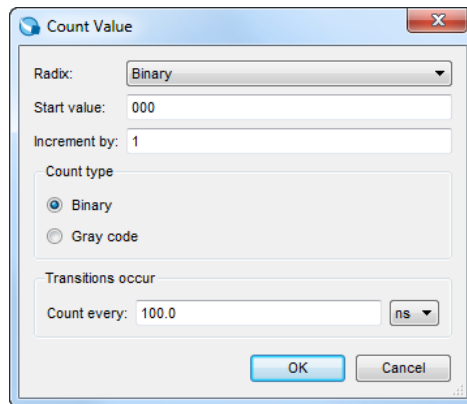 Count Value
Radix: Binary
Start value: 000
Increment by: 1
Count type
Binary
Gray code
Transitions occur
Count every: 100.0 ns
OK Cancel